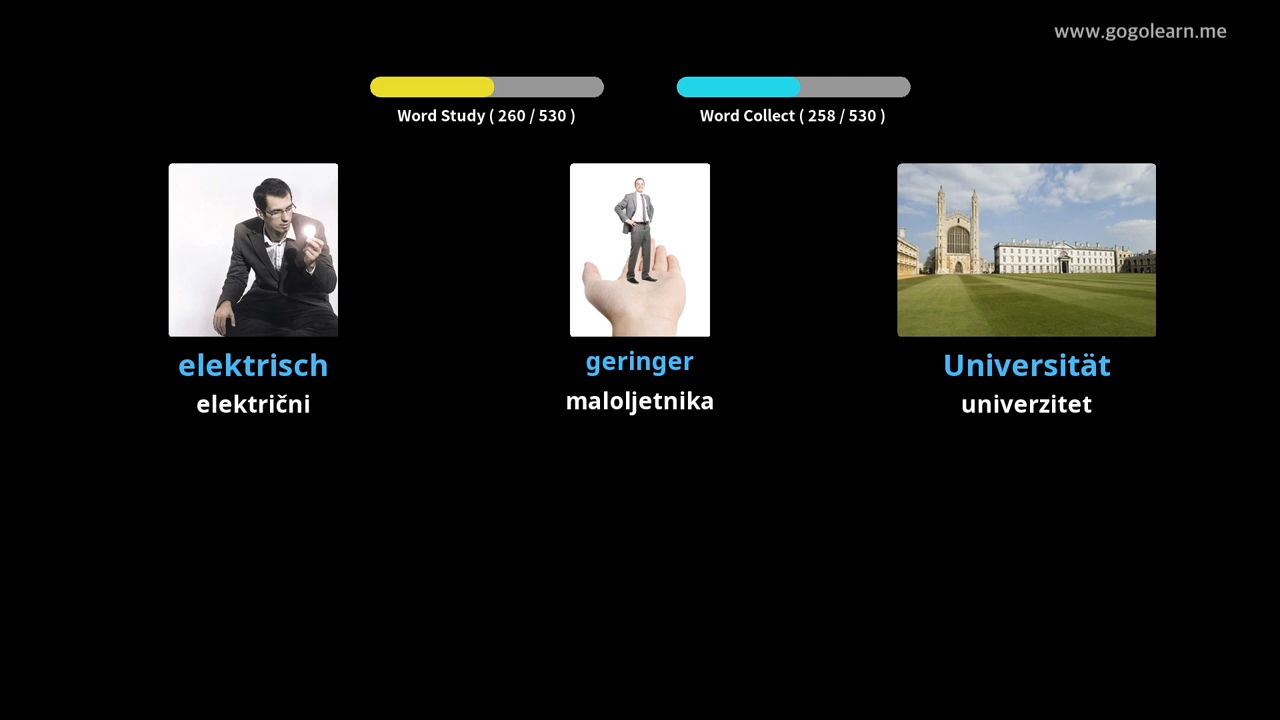 www.gogolearn.me
Word Study ( 260 / 530 )
Word Collect ( 258 / 530 )
elektrisch
električni
geringer
maloljetnika
Universität
univerzitet